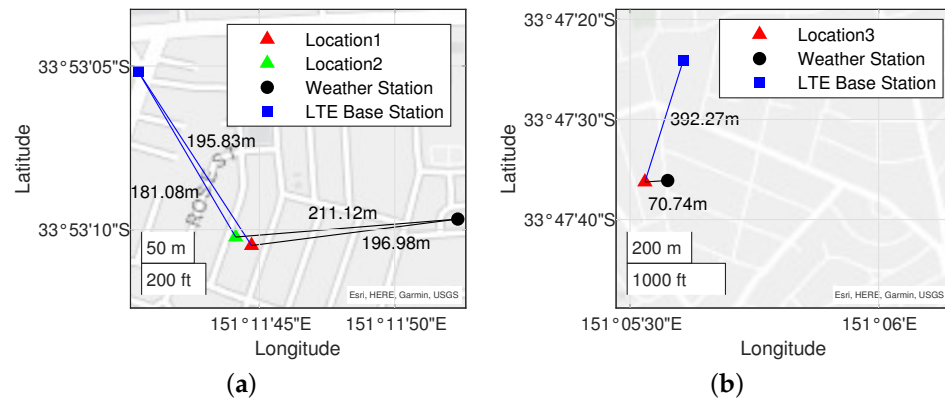 Location1
Location2
Weather Station
LTE Base Station
33°53'05"S
33°53'10"S
Latitude
195.83m
181.08m
211.12m
196.98m
50 m
200 ft
Esri, HERE, Garmin, USGS
151°11'45"E
151°11'50"E
Longitude
(a)
Location3
Weather Station
LTE Base Station
33°47'20"S
33°47'30"S
33°47'40"S
Latitude
392.27m
70.74m
200 m
1000 ft
Esri, HERE, Garmin, USGS
151°05'30"E
151°06'E
Longitude
(b)